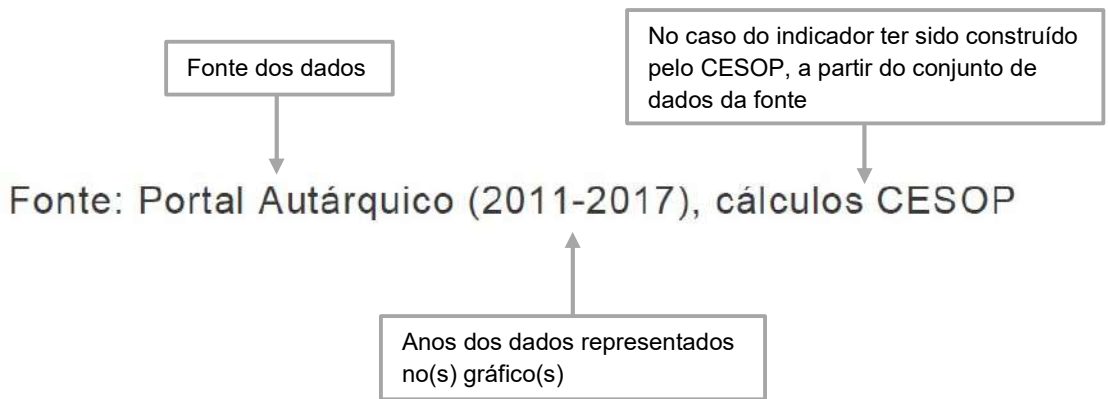 Fonte dos dados
No caso do indicador ter sido construído
pelo CESOP, a partir do conjunto de
dados da fonte
Fonte: Portal Autárquico (2011-2017), cálculos CESOP
Anos dos dados representados
no(s) gráfico(s)